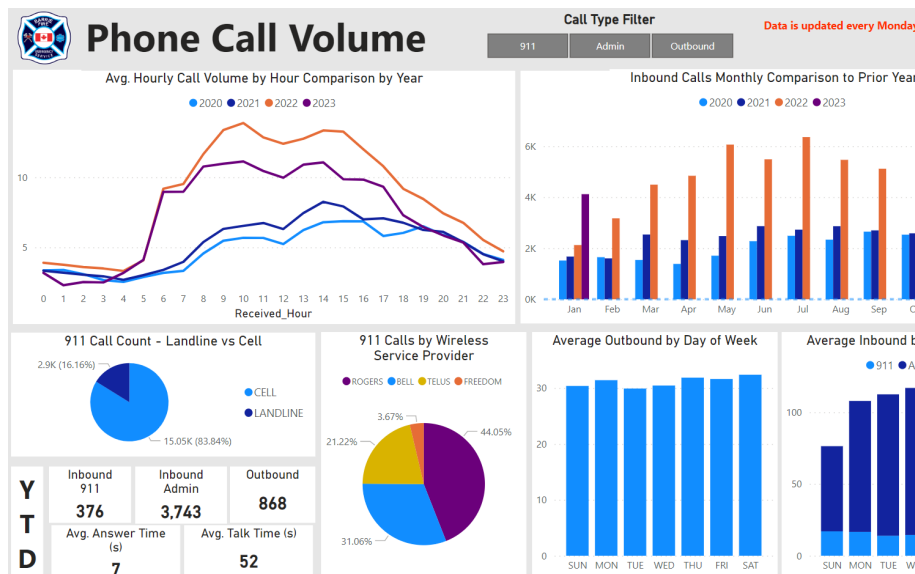 Phone Call Volume
Call Type Filter
911 Admin Outbound
Data is updated every Monday
Avg. Hourly Call Volume by Hour Comparison by Year
2020 2021 2022 2023
10
5
0 1 2 3 4 5 6 7 8 9 10 11 12 13 14 15 16 17 18 19 20 21 22 23
Received_Hour
Inbound Calls Monthly Comparison to Prior Year
2020 2021 2022 2023
6K
4K
2K
0K
Jan Feb Mar Apr May Jun Jul Aug Sep
911 Call Count - Landline vs Cell
2.9K (16.16%)
15.05K (83.84%)
CELL
LANDLINE
911 Calls by Wireless
Service Provider
ROGERS BELL TELUS FREEDOM
3.67%
44.05%
21.22%
31.06%
Average Outbound by Day of Week
30
20
10
0
SUN MON TUE WED THU FRI SAT
Average Inbound b
911
100
50
0
SUN MON TUE
Y
T
D
Inbound
911
376
Inbound
Admin
3,743
Outbound
868
Avg. Answer Time
(s)
7
Avg. Talk Time (s)
52